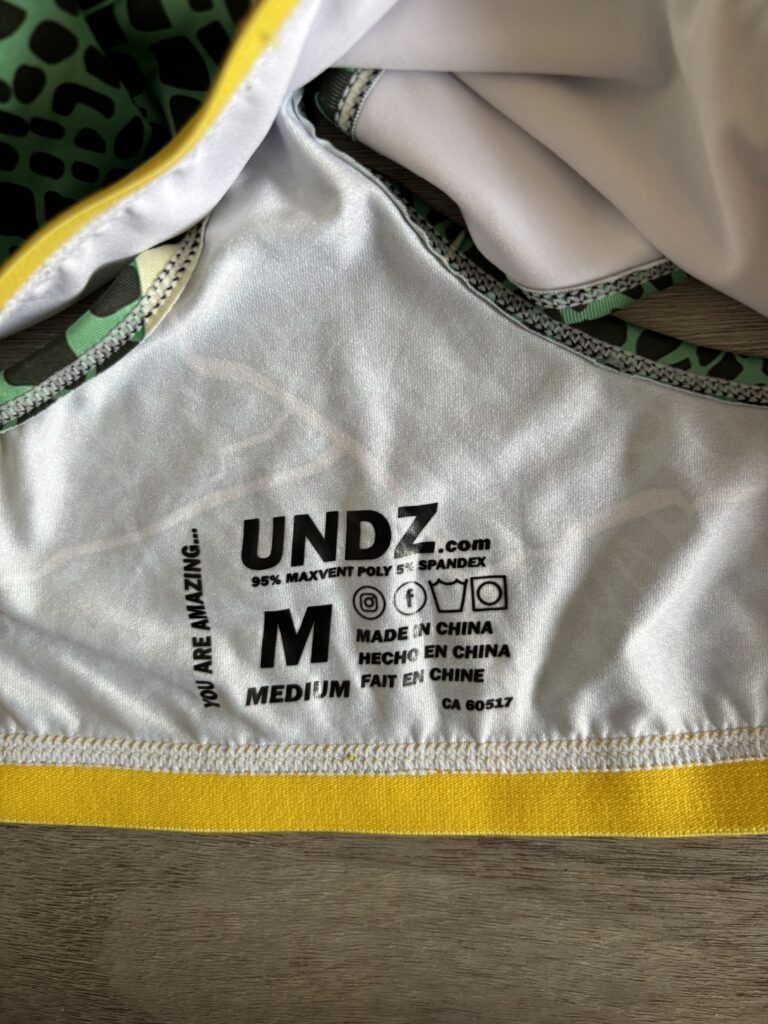 YOU ARE AMAZING...
UNDZ.com
95% MAXVENT POLY 5% SPANDEX
M
MEDIUM
MADE IN CHINA
HECHO EN CHINA
FAIT EN CHINE
CA 60517